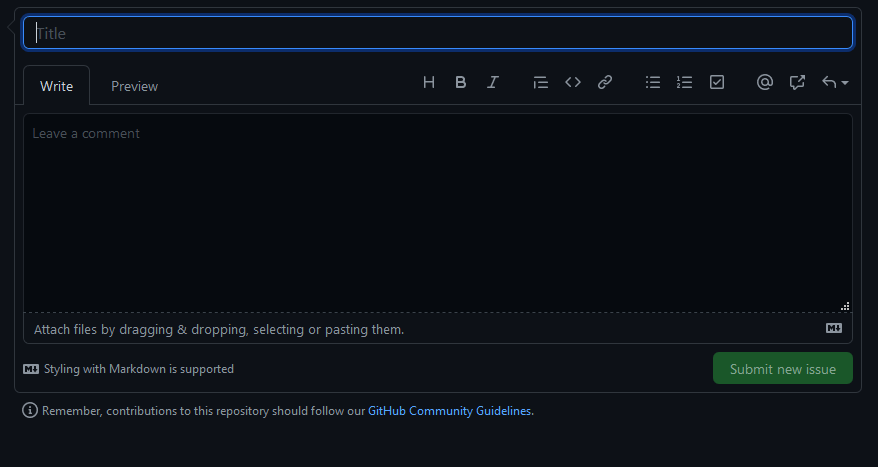 Title
Write Preview H B I @
Leave a comment
Attach files by dragging & dropping, selecting or pasting them.
Styling with Markdown is supported
Submit new issue
Remember, contributions to this repository should follow our GitHub Community Guidelines.